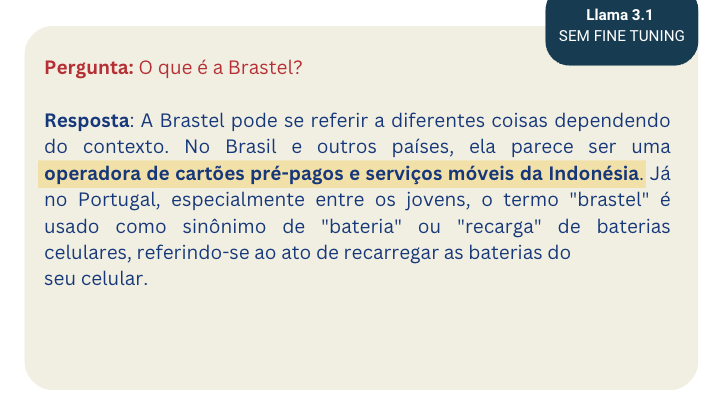 Llama 3.1
SEM FINE TUNING
Pergunta: O que é a Brastel?
Resposta: A Brastel pode se referir a diferentes coisas dependendo
do contexto. No Brasil e outros países, ela parece ser uma
operadora de cartões pré-pagos e serviços móveis da Indonésia. Já
no Portugal, especialmente entre os jovens, o termo "brastel" é
usado como sinônimo de "bateria" ou "recarga" de baterias
celulares, referindo-se ao ato de recarregar as baterias do
seu celular.